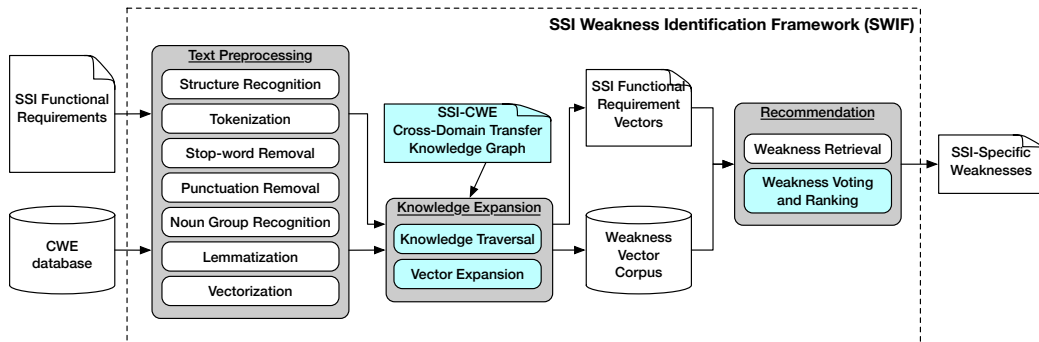 SSI Weakness Identification Framework (SWIF)
SSI Functional
Requirements
CWE
database
Text Preprocessing
Structure Recognition
Tokenization
Stop-word Removal
Punctuation Removal
Noun Group Recognition
Lemmatization
Vectorization
SSI-CWE
Cross-Domain Transfer
Knowledge Graph
Knowledge Expansion
Knowledge Traversal
Vector Expansion
SSI Functional
Requirement
Vectors
Weakness
Vector
Corpus
Recommendation
Weakness Retrieval
Weakness Voting
and Ranking
SSI-Specific
Weaknesses